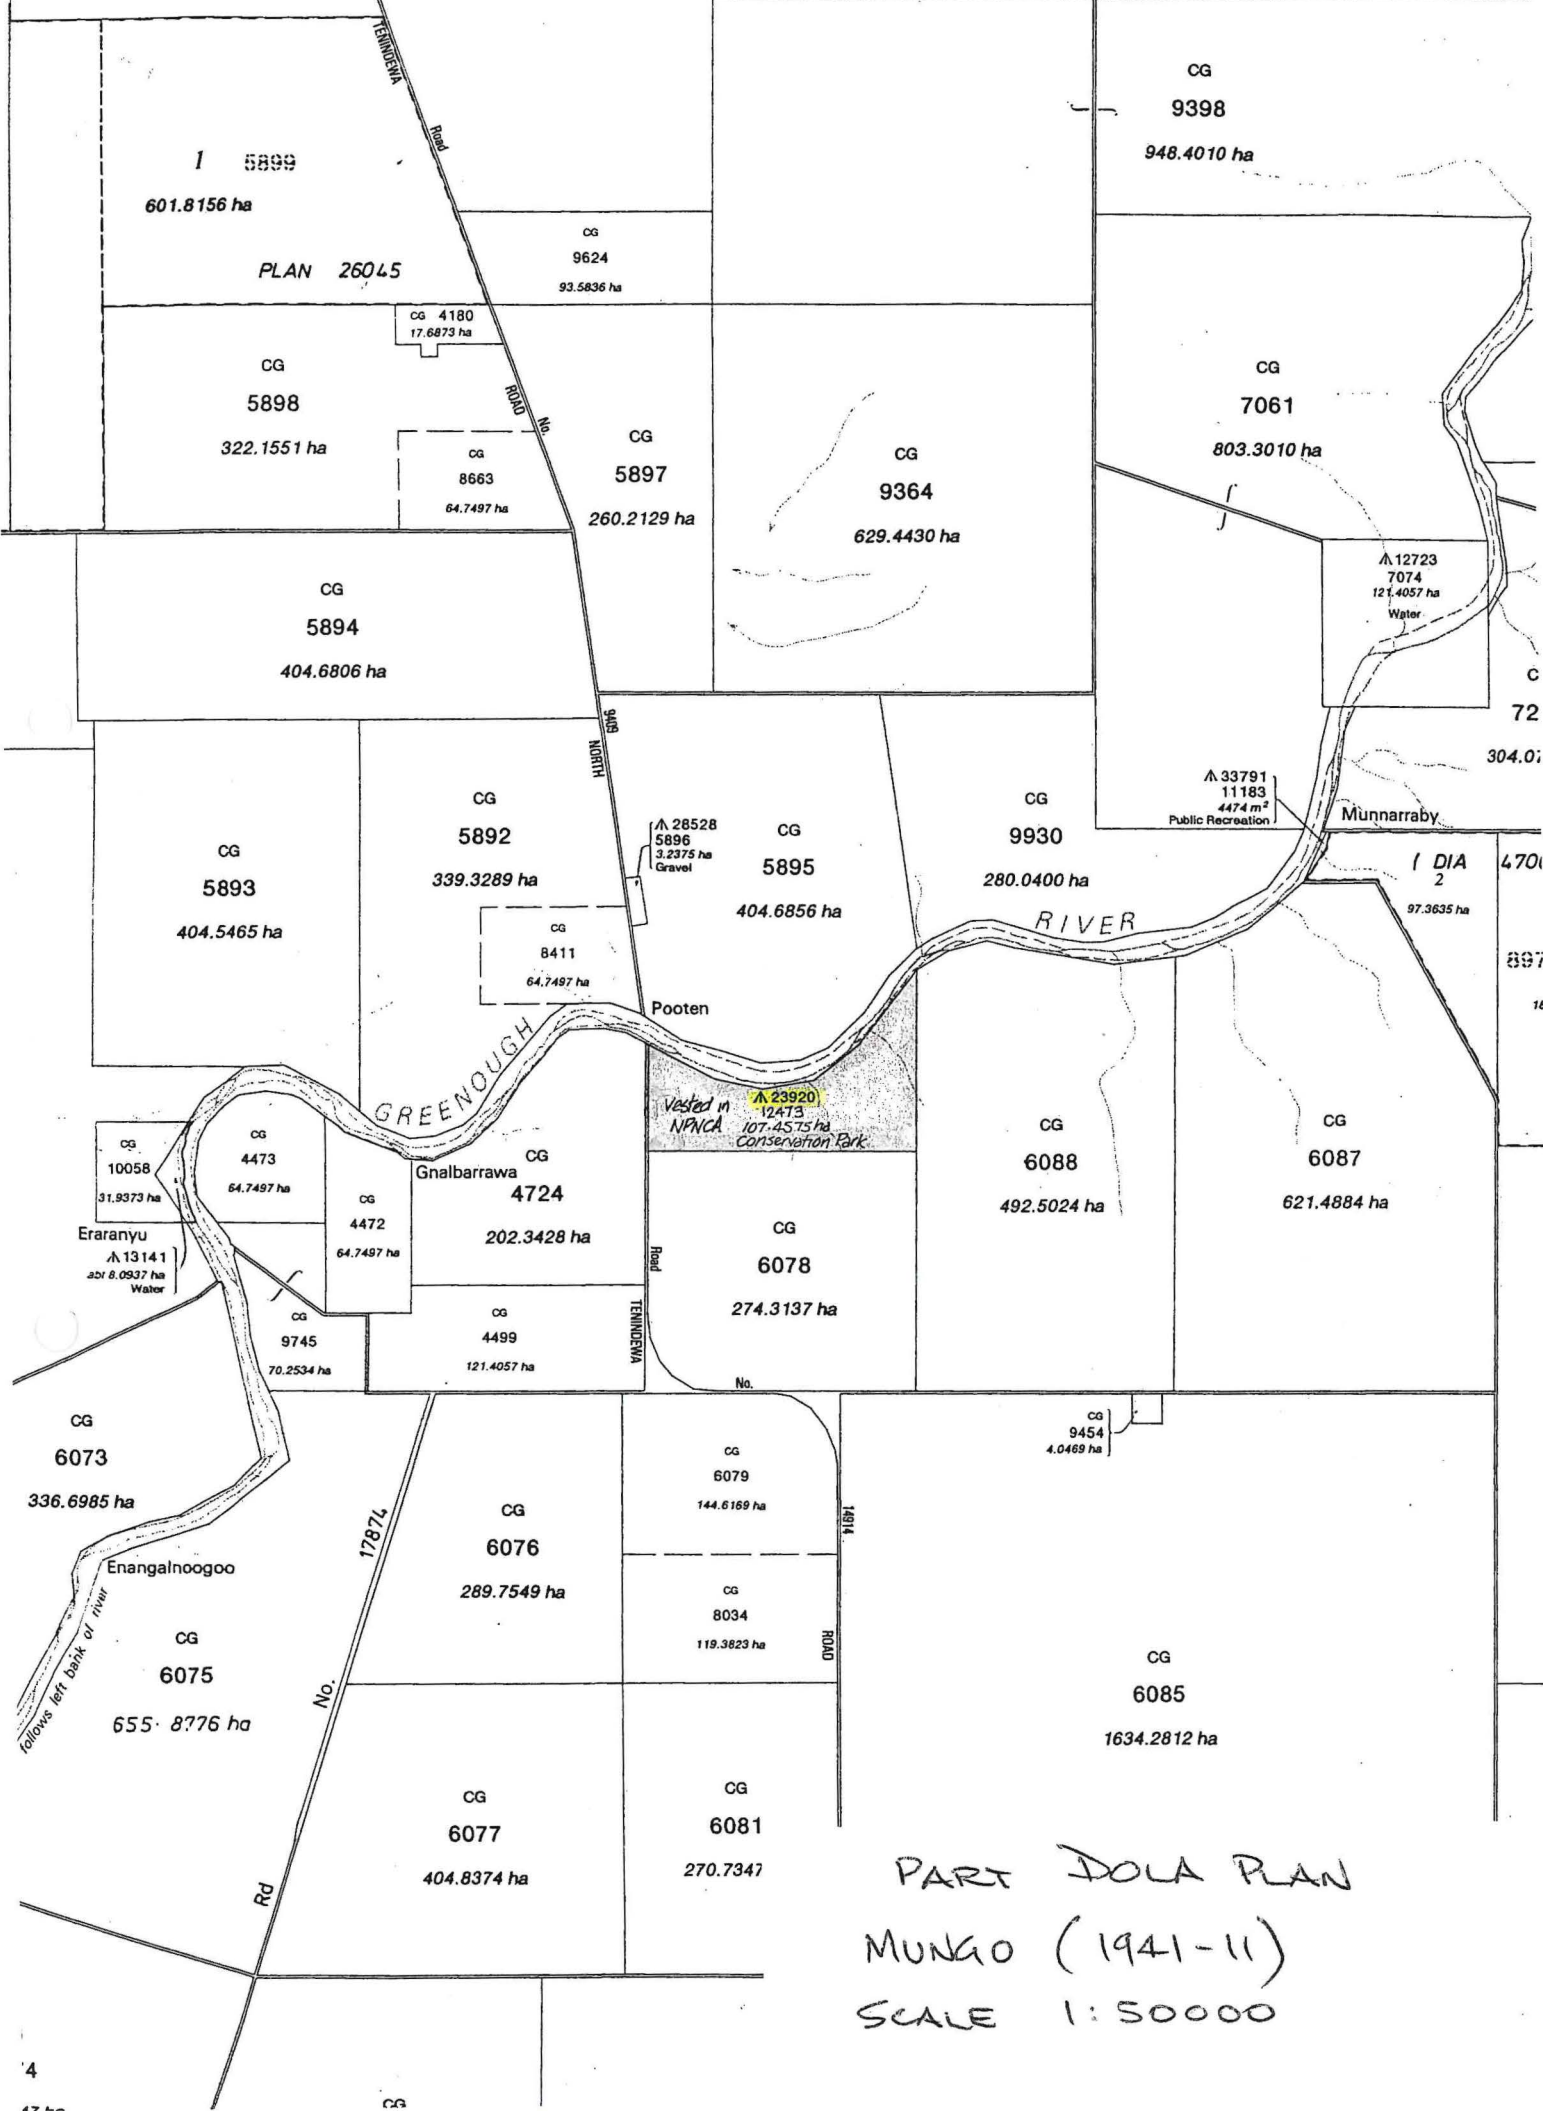 TENINDEWA
Road
CG
9398
948.4010 ha
1 5899
601.8156 ha
PLAN 26045
CG
9624
93.5836 ha
CG 4180
17.6873 ha
CG
5898
322.1551 ha
ROAD
No.
CG
8663
64.7497 ha
CG
5897
260.2129 ha
CG
9364
629.4430 ha
CG
7061
803.3010 ha
12723
7074
121.4057 ha
Water
CG
5894
404.6806 ha
C
72
304.07
9409
NORTH
CG
5893
404.5465 ha
CG
5892
339.3289 ha
28528
5896
3.2375 ha
Gravel
CG
5895
404.6856 ha
CG
9930
280.0400 ha
33791
11183
4474 m²
Public Recreation
Munnarraby
1 DIA
2
97.3635 ha
470
897
CG
8411
64.7497 ha
RIVER
Pooten
GREENOUGH
Vested in
NPNCA
23920
12473
107.4575 ha
Conservation Park
CG
10058
31.9373 ha
CG
4473
64.7497 ha
CG
4472
64.7497 ha
Gnalbarrawa
CG
4724
202.3428 ha
CG
6088
492.5024 ha
CG
6087
621.4884 ha
Eraranyu
13141
abt 8.0937 ha
Water
Road
CG
6078
274.3137 ha
CG
9745
70.2534 ha
CG
4499
121.4057 ha
TENINDEWA
No.
CG
6073
336.6985 ha
CG
9454
4.0469 ha
CG
6079
144.6169 ha
17874
CG
6076
289.7549 ha
14914
Enangalnoogoo
follows left bank of river
CG
8034
119.3823 ha
ROAD
CG
6075
655.8776 ha
No.
CG
6085
1634.2812 ha
CG
6077
404.8374 ha
CG
6081
270.7347
Rd
PART DOLA PLAN
MUNGO (1941-11)
SCALE 1:50000
4
CG